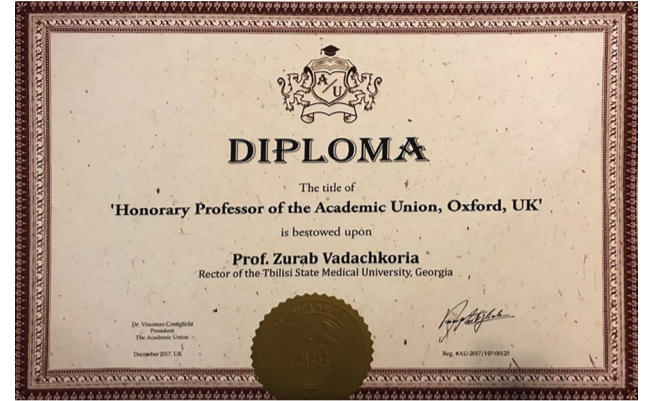 A
U
DIPLOMA
The title of
'Honorary Professor of the Academic Union, Oxford, UK'
is bestowed upon
Prof. Zurab Vadachkoria
Rector of the Tbilisi State Medical University, Georgia
Dr. Vincenzo Costigliola
President
The Academic Union
December 2017, UK
Reg. #AU-2017/HP-00125